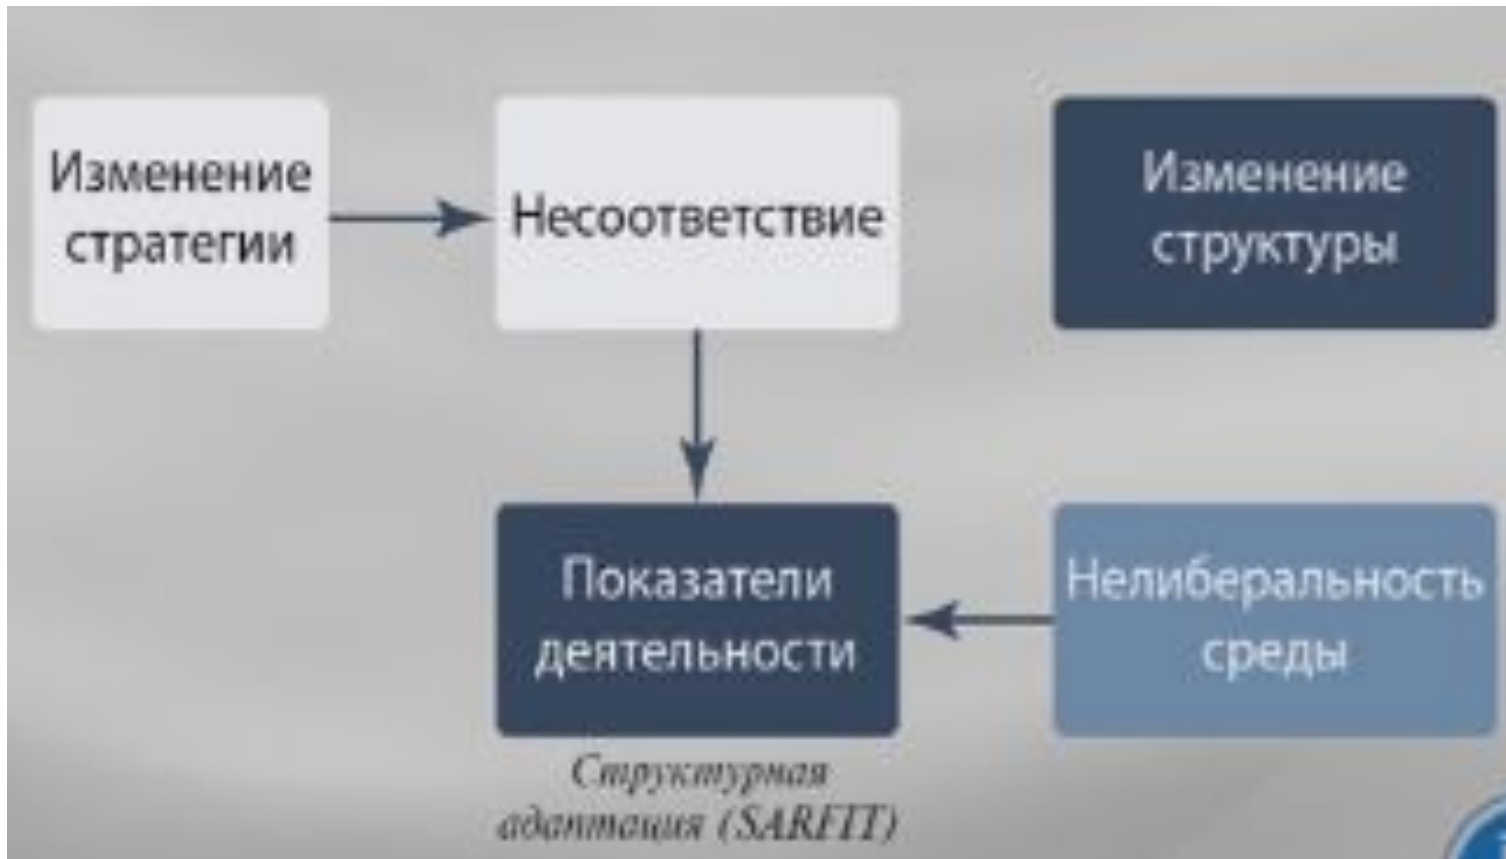 Изменение
стратегии
Несоответствие
Изменение
структуры
Показатели
деятельности
Нелиберальность
среды
Структурная
адаптация (SARFIT)